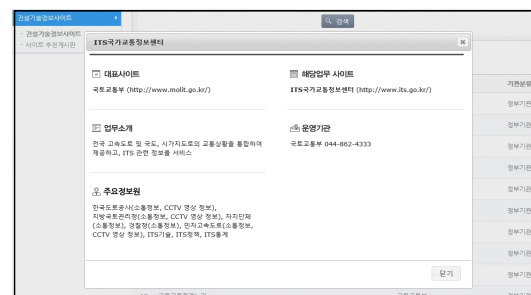 건설기술정보사이트
- 건설기술정보사이트
- 사이트 추천게시판
검색
ITS국가교통정보센터
대표사이트
국토교통부 (http://www.molit.go.kr/)
해당업무 사이트
ITS국가교통정보센터 (http://www.its.go.kr/)
업무소개
전국 고속도로 및 국도, 시가지도로의 교통상황을 통합하여
제공하고, ITS 관련 정보를 서비스
운영기관
국토교통부 044-862-4333
주요정보원
한국도로공사(소통정보, CCTV 영상 정보),
지방국토관리청(소통정보, CCTV 영상 정보), 자치단체
(소통정보), 경찰청(소통정보), 민자고속도로(소통정보,
CCTV 영상 정보), ITS기술, ITS정책, ITS통계
닫기
기관분류
정부기관
정부기관
정부기관
정부기관
정부기관
정부기관
정부기관
정부기관
정부기관